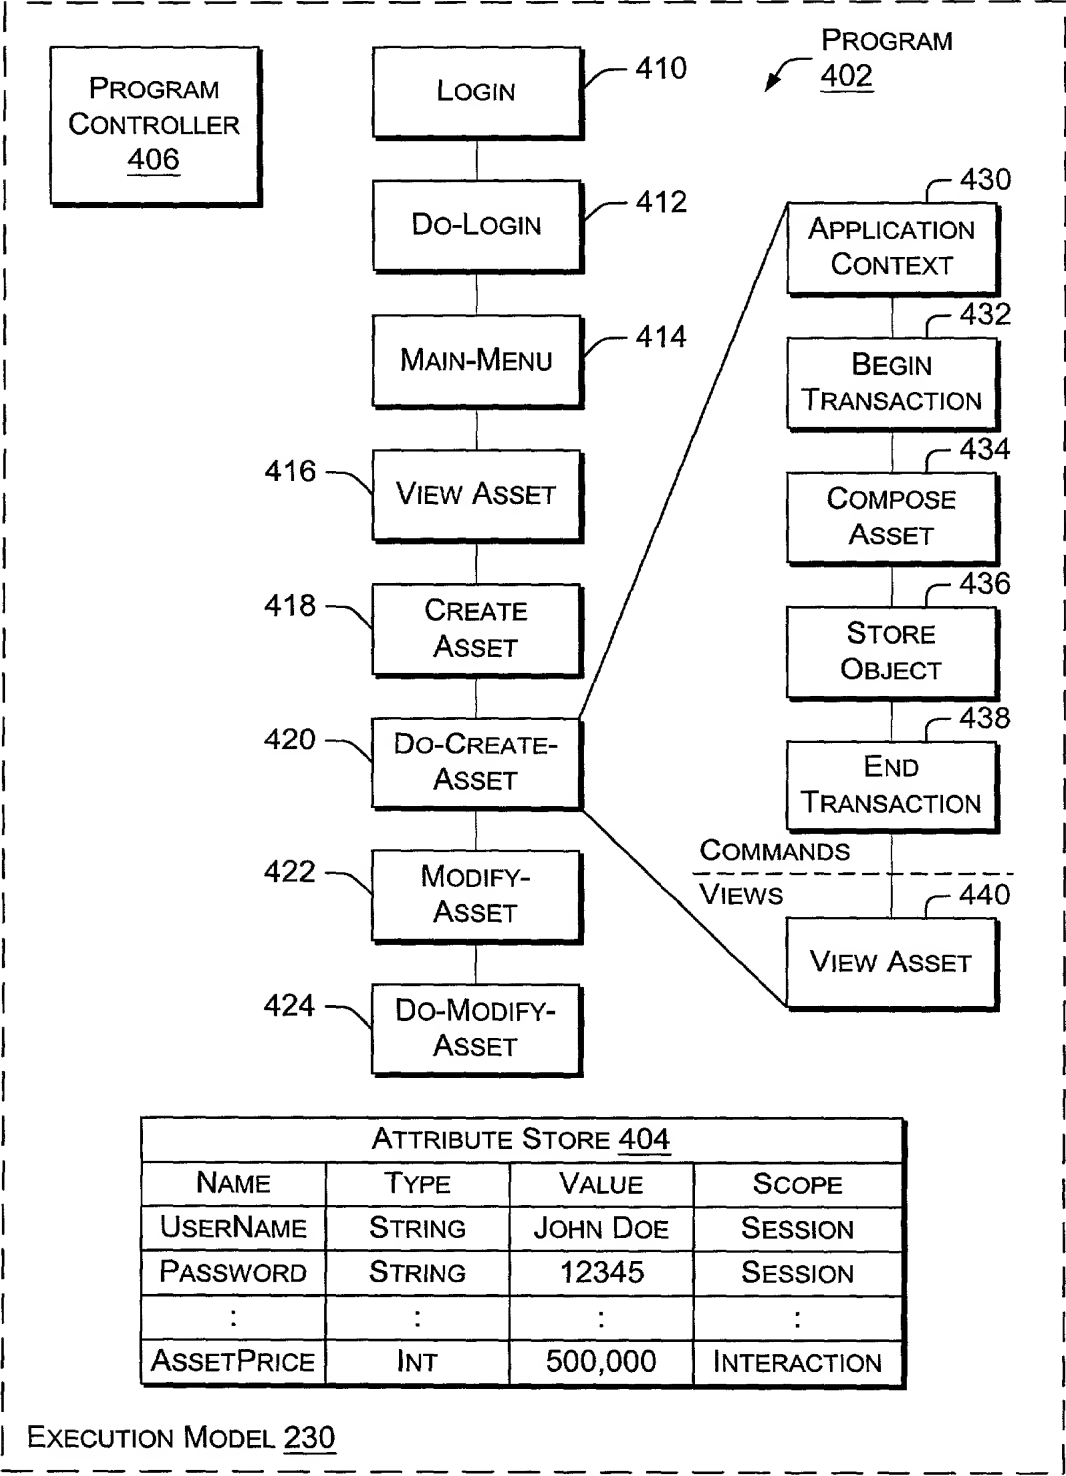 PROGRAM CONTROLLER 406
LOGIN
410
PROGRAM 402
DO-LOGIN
412
MAIN-MENU
414
416
VIEW ASSET
418
CREATE ASSET
420
DO-CREATE-ASSET
422
MODIFY-ASSET
424
DO-MODIFY-ASSET
430
APPLICATION CONTEXT
432
BEGIN TRANSACTION
434
COMPOSE ASSET
436
STORE OBJECT
438
END TRANSACTION
COMMANDS
VIEWS
440
VIEW ASSET
ATTRIBUTE STORE 404
NAME TYPE VALUE SCOPE
USERNAME STRING JOHN DOE SESSION
PASSWORD STRING 12345 SESSION
: : : :
ASSETPRICE INT 500,000 INTERACTION
EXECUTION MODEL 230